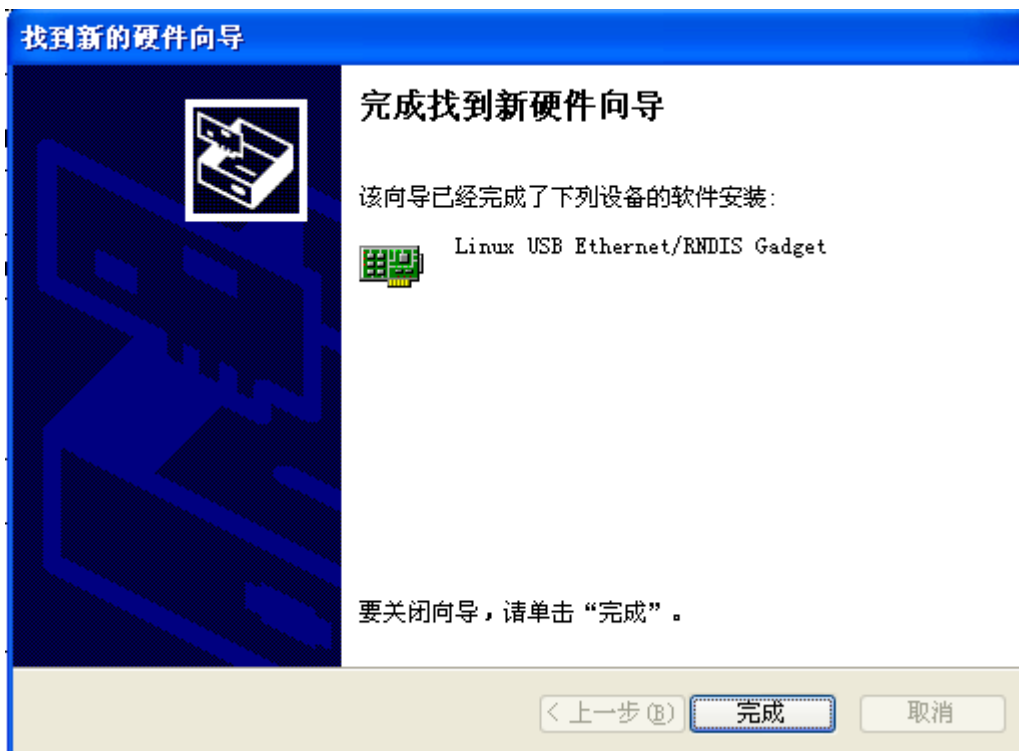 找到新的硬件向导
完成找到新硬件向导
该向导已经完成了下列设备的软件安装:
Linux USB Ethernet/RNDIS Gadget
要关闭向导，请单击“完成”。
< 上一步(B) 完成 取消